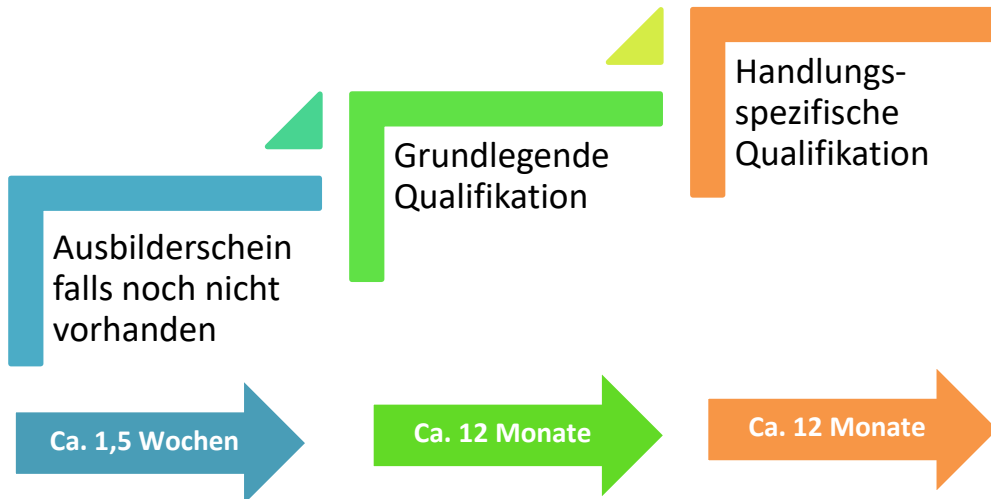 Ausbilderschein
falls noch nicht
vorhanden
Grundlegende
Qualifikation
Handlungs-
spezifische
Qualifikation
Ca. 1,5 Wochen
Ca. 12 Monate
Ca. 12 Monate